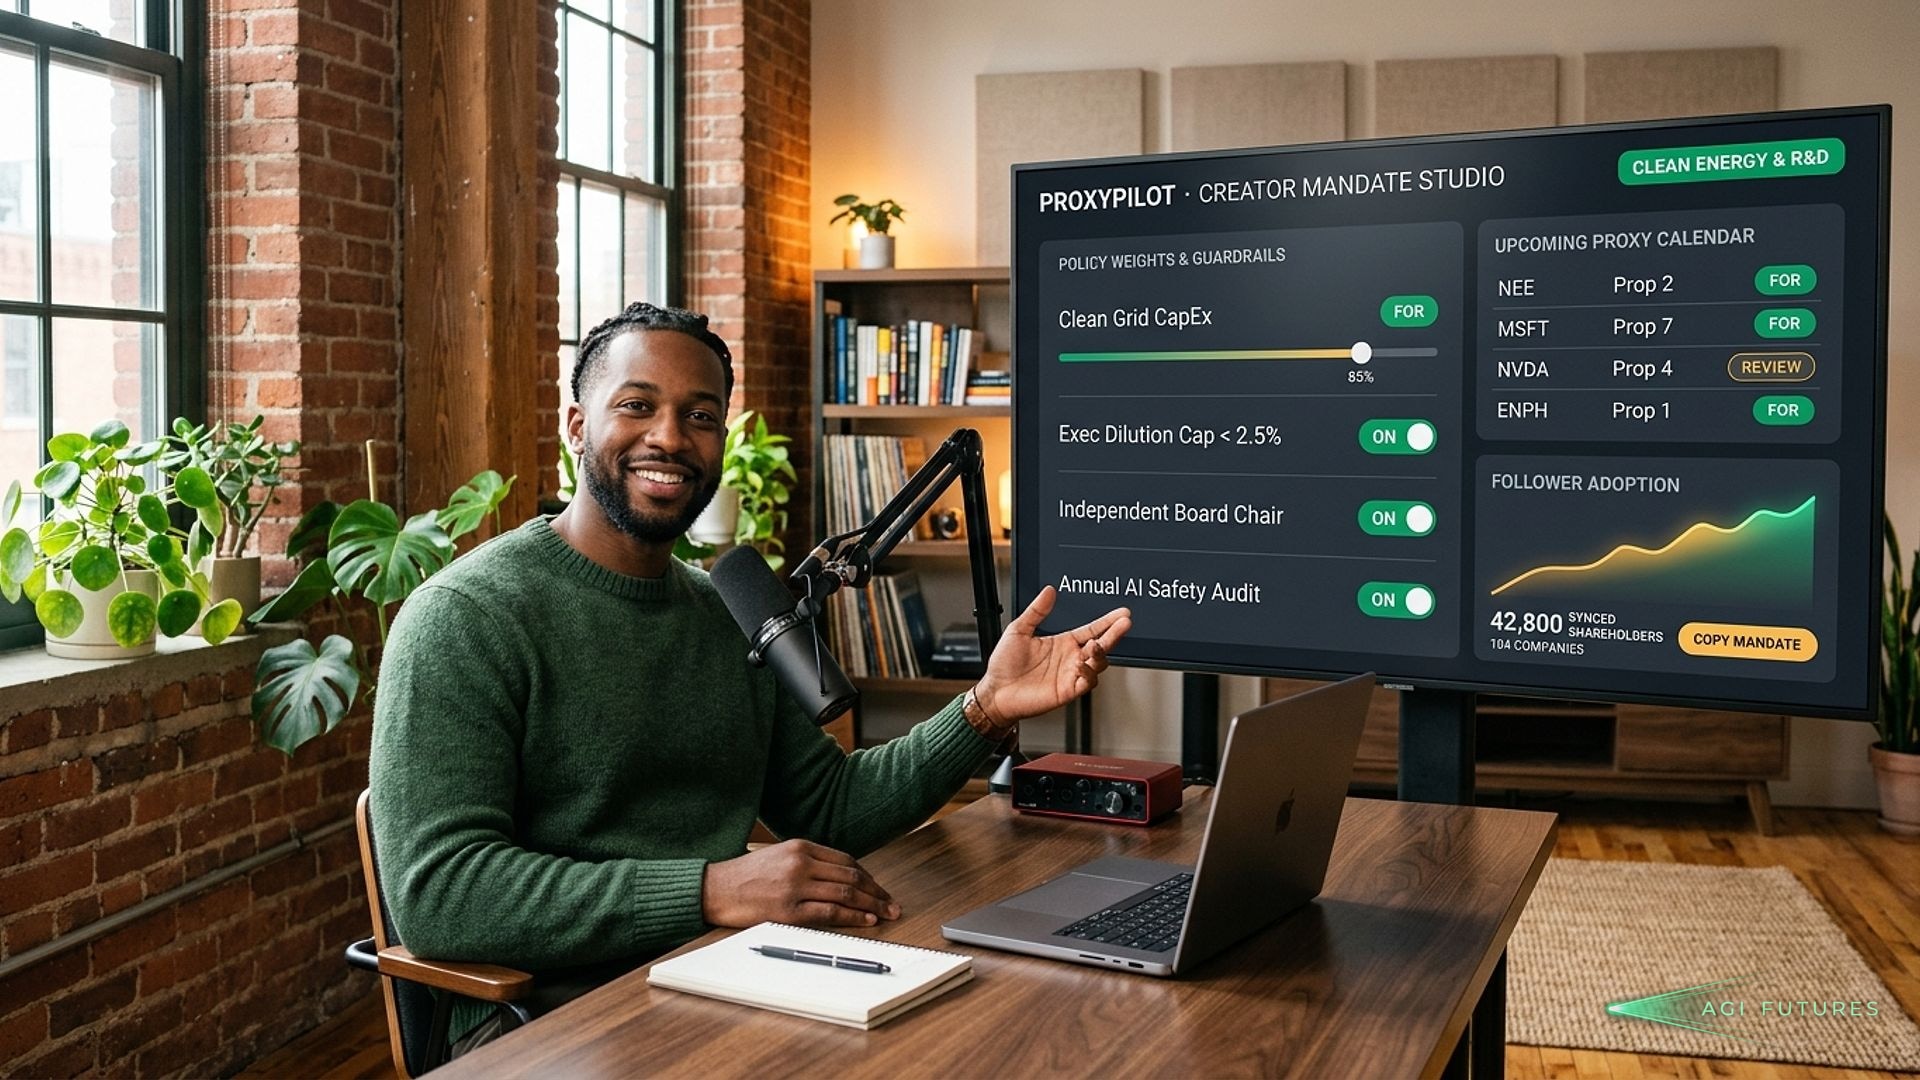 PROXYPILOT · CREATOR MANDATE STUDIO
CLEAN ENERGY & R&D
POLICY WEIGHTS & GUARDRAILS
Clean Grid CapEx
FOR
85%
Exec Dilution Cap < 2.5%
ON
Independent Board Chair
ON
Annual AI Safety Audit
ON
UPCOMING PROXY CALENDAR
NEE Prop 2 FOR
MSFT Prop 7 FOR
NVDA Prop 4 REVIEW
ENPH Prop 1 FOR
FOLLOWER ADOPTION
42,800 SYNCED
SHAREHOLDERS
104 COMPANIES
COPY MANDATE
AGI FUTURES